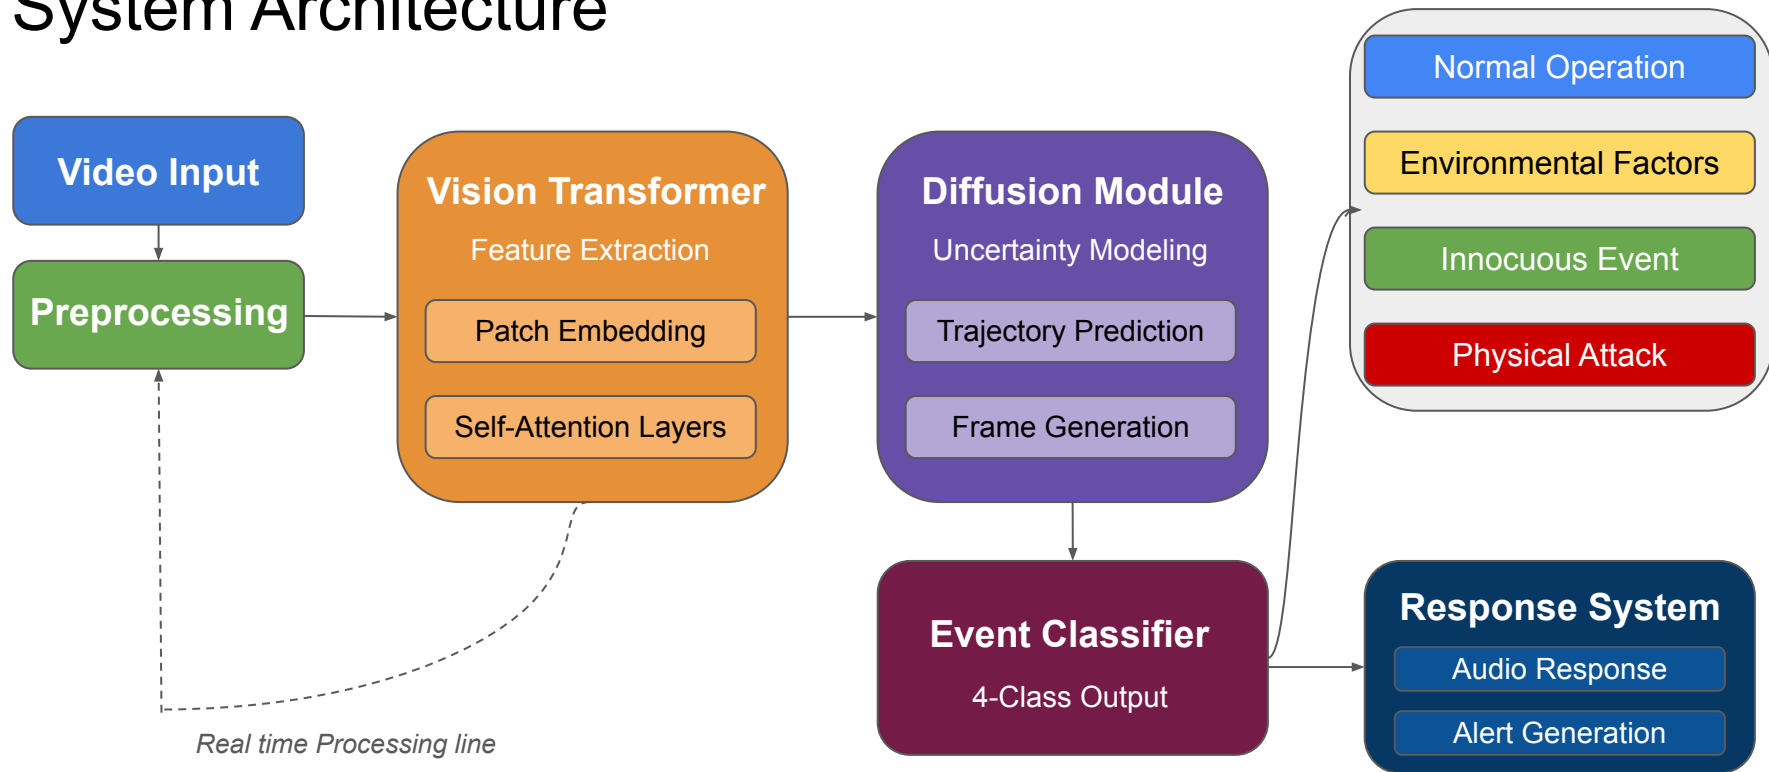 System Architecture
Video Input
Preprocessing
Vision Transformer
Feature Extraction
Patch Embedding
Self-Attention Layers
Diffusion Module
Uncertainty Modeling
Trajectory Prediction
Frame Generation
Event Classifier
4-Class Output
Normal Operation
Environmental Factors
Innocuous Event
Physical Attack
Response System
Audio Response
Alert Generation
Real time Processing line